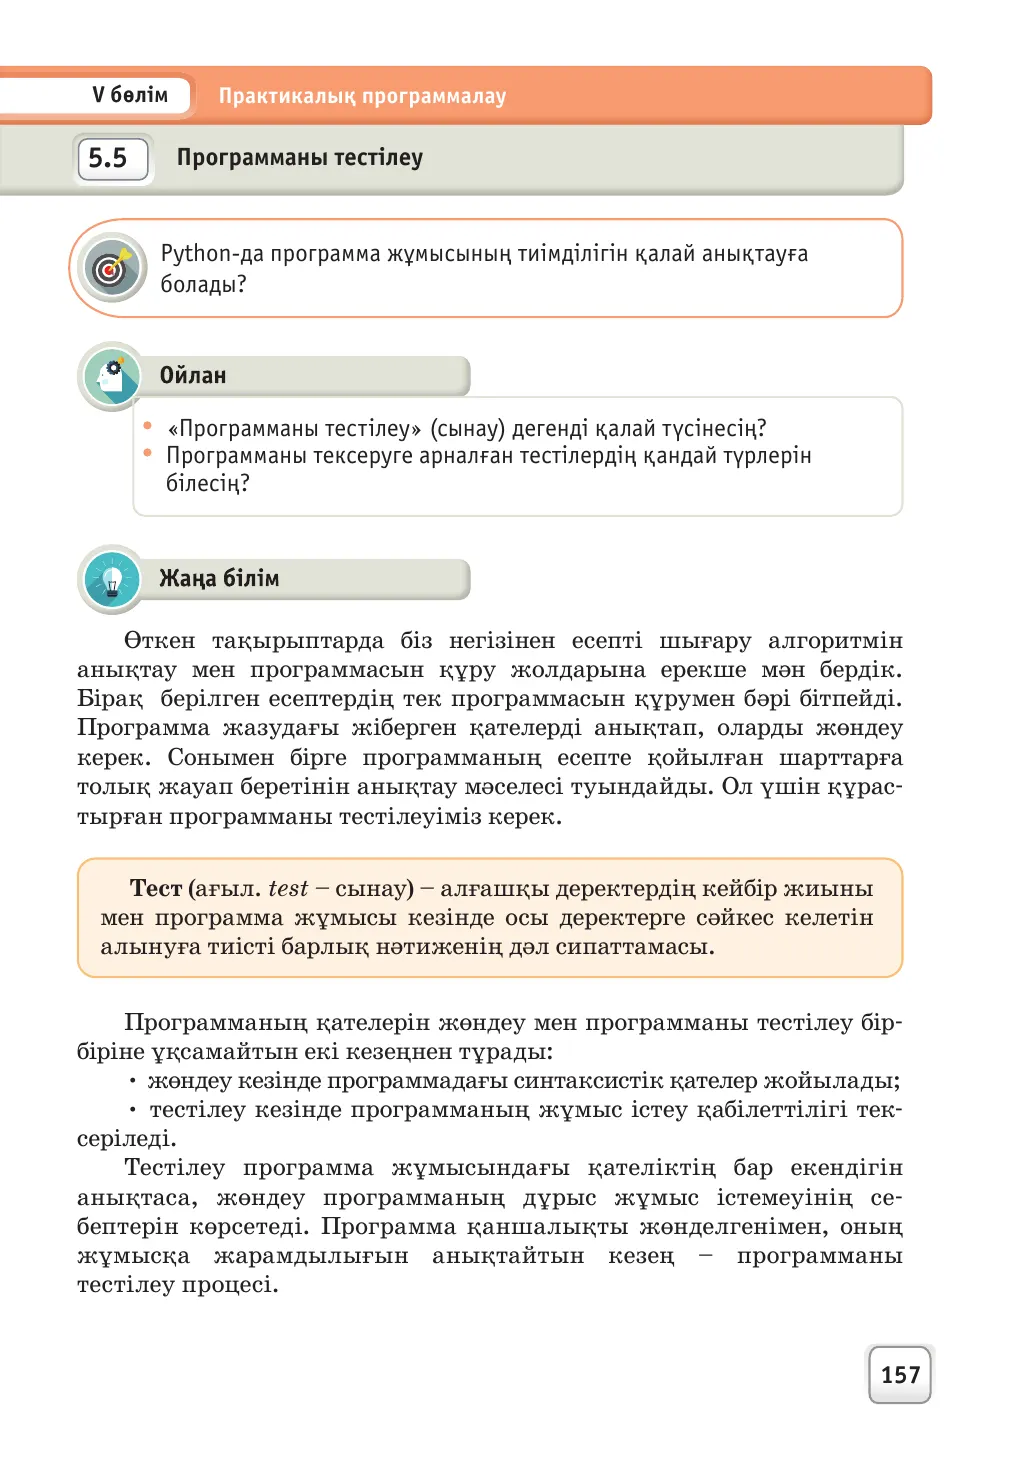 V бөлім
Практикалық программалау
5.5
Программаны тестілеу
Python-да программа жұмысының тиімділігін қалай анықтауға
болады?
Ойлан
• «Программаны тестілеу» (сынау) дегенді қалай түсінесің?
• Программаны тексеруге арналған тестілердің қандай түрлерін
білесің?
Жаңа білім
Өткен тақырыптарда біз негізінен есепті шығару алгоритмін
анықтау мен программасын құру жолдарына ерекше мән бердік.
Бірақ берілген есептердің тек программасын құрумен бәрі бітпейді.
Программа жазудағы жіберген қателерді анықтап, оларды жөндеу
керек. Сонымен бірге программаның есепте қойылған шарттарға
толық жауап беретінін анықтау мәселесі туындайды. Ол үшін құрас-
тырған программаны тестілеуіміз керек.
Тест (ағыл. test – сынау) – алғашқы деректердің кейбір жиыны
мен программа жұмысы кезінде осы деректерге сәйкес келетін
алынуға тиісті барлық нәтиженің дәл сипаттамасы.
Программаның қателерін жөндеу мен программаны тестілеу бір-
біріне ұқсамайтын екі кезеңнен тұрады:
• жөндеу кезінде программадағы синтаксистік қателер жойылады;
• тестілеу кезінде программаның жұмыс істеу қабілеттілігі тек-
серіледі.
Тестілеу программа жұмысындағы қателіктің бар екендігін
анықтаса, жөндеу программаның дұрыс жұмыс істемеуінің се-
бептерін көрсетеді. Программа қаншалықты жөнделгенімен, оның
жұмысқа жарамдылығын анықтайтын кезең – программаны
тестілеу процесі.
157